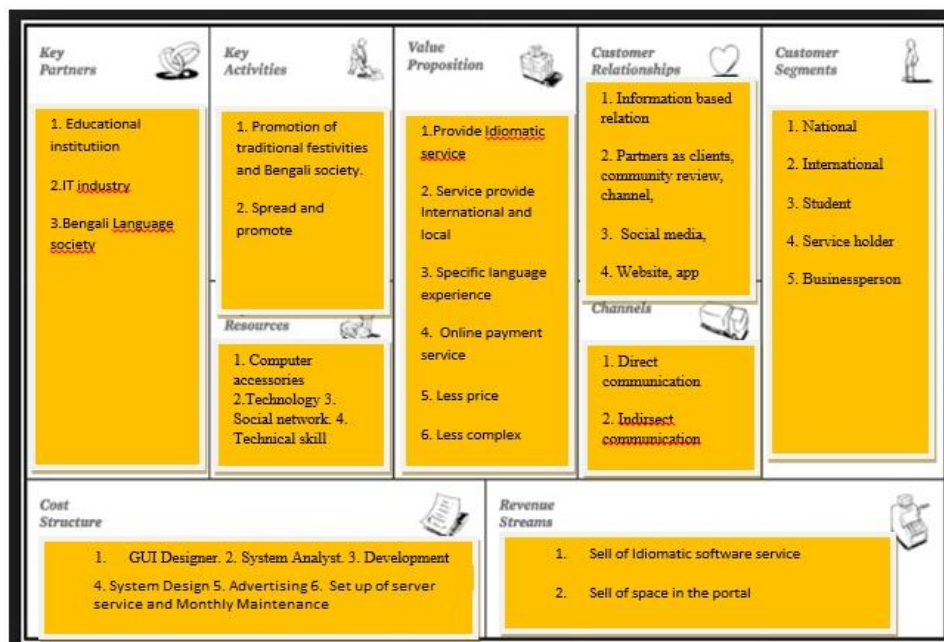 Key
Partners
1. Educational
institutiion
2.IT industry
3.Bengali Language
society
Key
Activities
1. Promotion of
traditional festivities
and Bengali society.
2. Spread and
promote
Resources
1. Computer
accessories
2.Technology 3.
Social network. 4.
Technical skill
Value
Proposition
1.Provide Idiomatic
service
2. Service provide
International and
local
3. Specific language
experience
4. Online payment
service
5. Less price
6. Less complex
Customer
Relationships
1. Information based
relation
2. Partners as clients,
community review,
channel,
3. Social media,
4. Website, app
Channels
1. Direct
communication
2. Indirsect
communication
Customer
Segments
1. National
2. International
3. Student
4. Service holder
5. Businessperson
Cost
Structure
1. GUI Designer. 2. System Analyst. 3. Development
4. System Design 5. Advertising 6. Set up of server
service and Monthly Maintenance
Revenue
Streams
1. Sell of Idiomatic software service
2. Sell of space in the portal